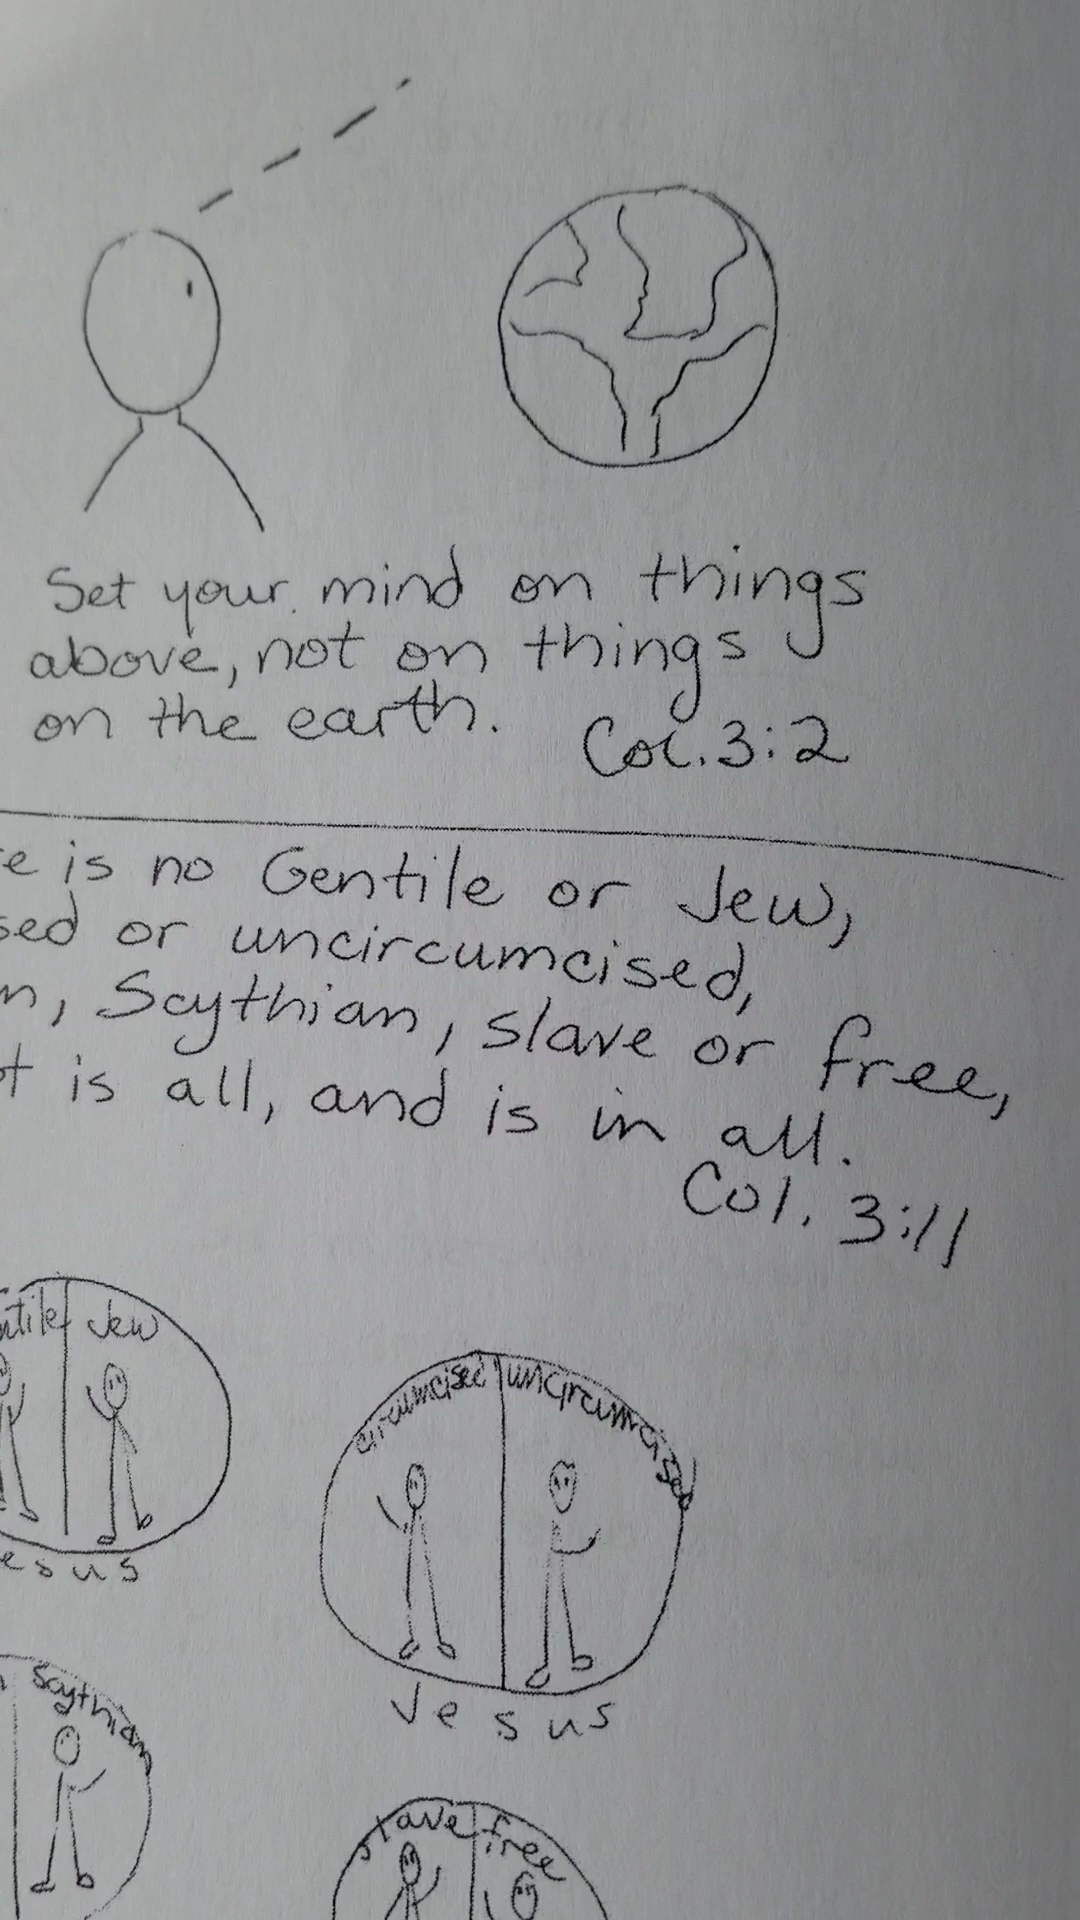 Set your mind on things
above, not on things
on the earth.
Col. 3:2
e is no Gentile or Jew,
sed or uncircumcised,
n, Scythian, slave or free,
t is all, and is in all.
Col. 3:11
ntile Jew
esus
circumcised uncircumcised
Jesus
n Scythian
slave free